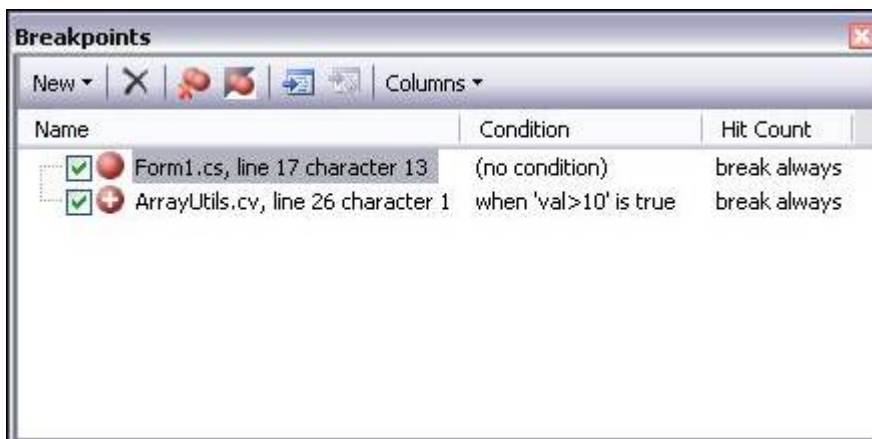 Breakpoints
New Columns
Name Condition Hit Count
Form1.cs, line 17 character 13 (no condition) break always
ArrayUtils.cv, line 26 character 1 when 'val>10' is true break always